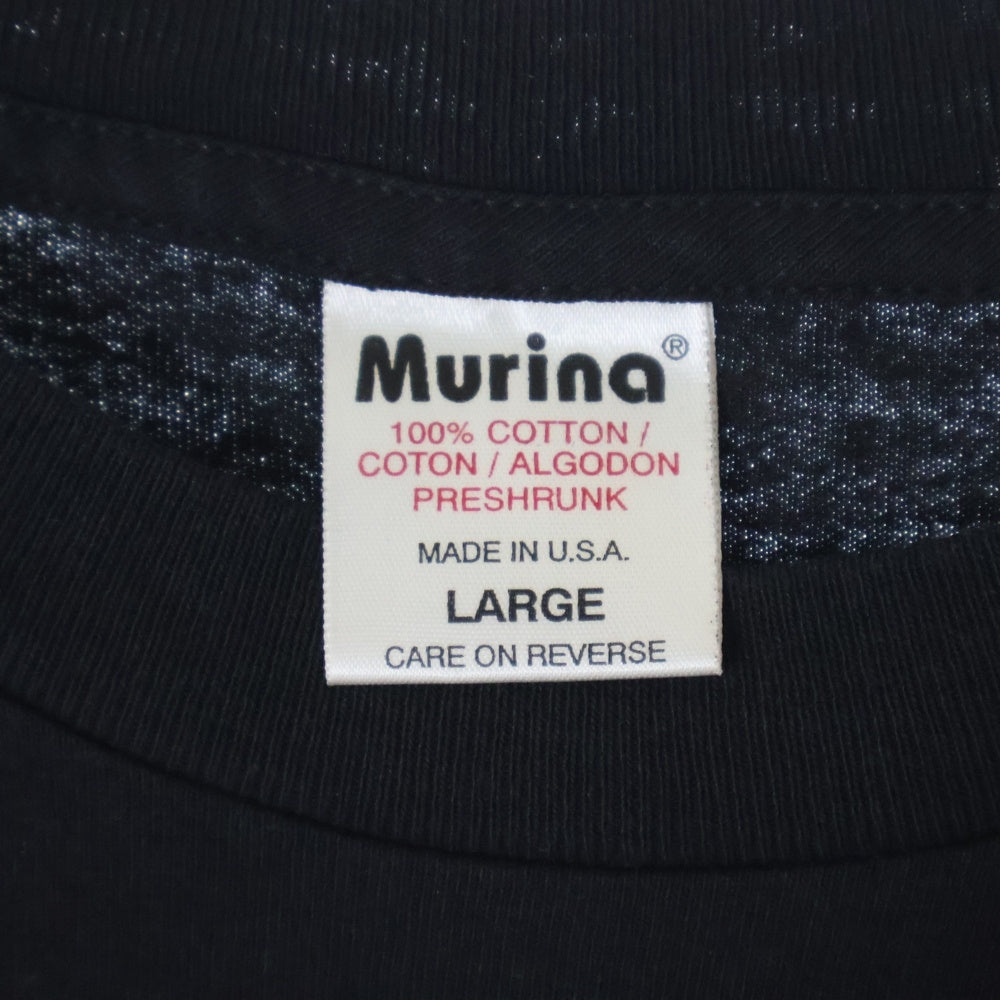 Murina®
100% COTTON /
COTON / ALGODON
PRESHRUNK
MADE IN U.S.A.
LARGE
CARE ON REVERSE